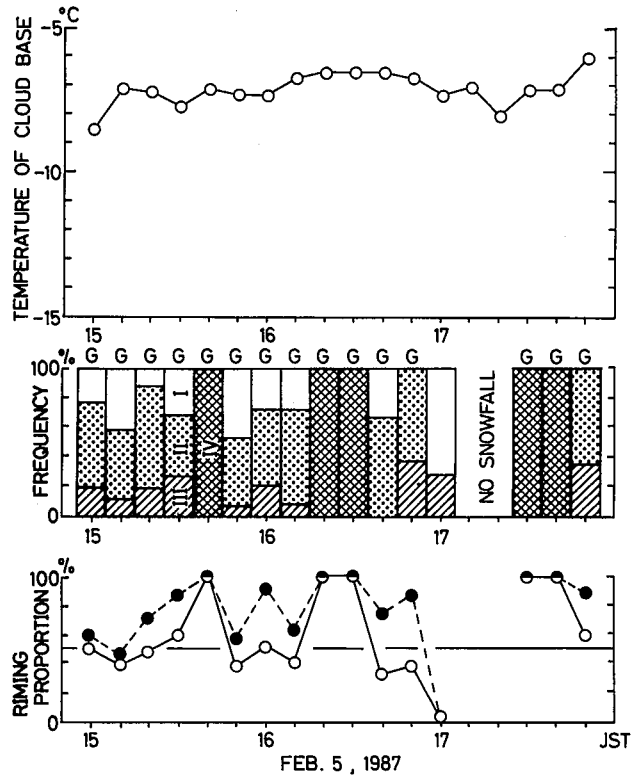 -5 °C
-10
-15
TEMPERATURE OF CLOUD BASE
15 16 17
% G G G G G G G G G G G G
100
0
FREQUENCY
I
II
III
IV
NO SNOWFALL
15 16 17
%
100
0
RIMING
PROPORTION
15 16 17 JST
FEB. 5, 1987